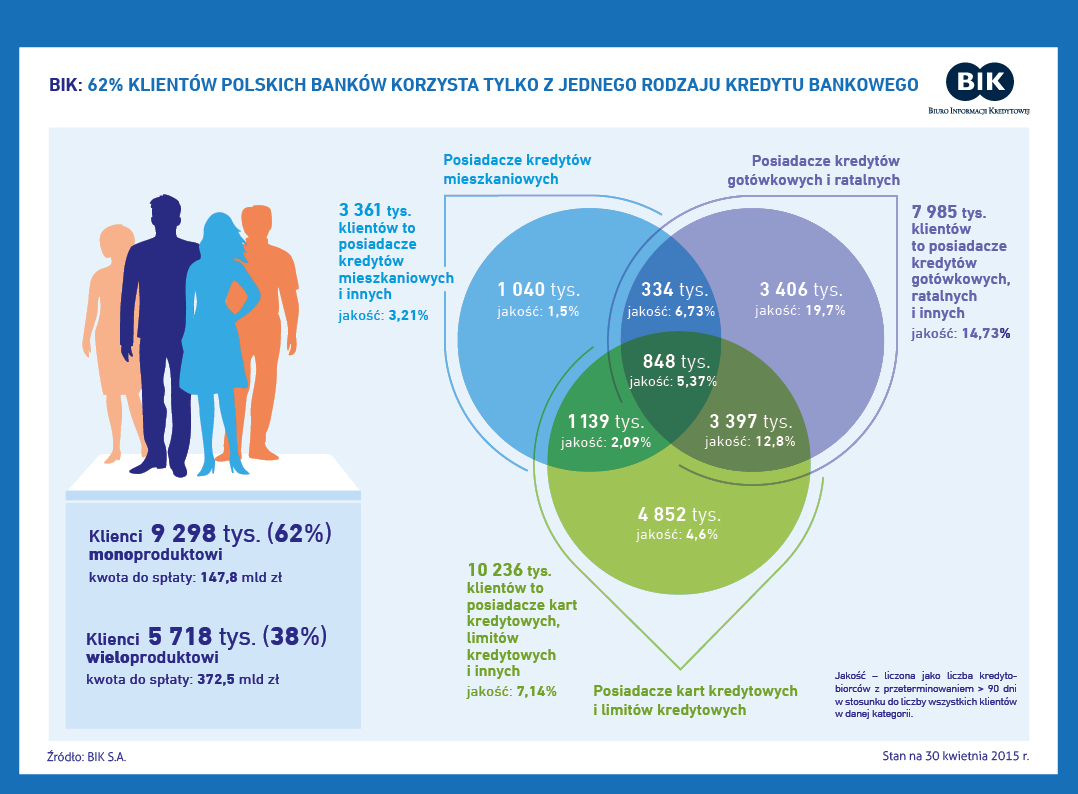 BIK: 62% KLIENTÓW POLSKICH BANKÓW KORZYSTA TYLKO Z JEDNEGO RODZAJU KREDYTU BANKOWEGO
BIK
BIURO INFORMACJI KREDYTOWEJ
Posiadacze kredytów
mieszkaniowych
Posiadacze kredytów
gotówkowych i ratalnych
3 361 tys.
klientów to
posiadacze
kredytów
mieszkaniowych
i innych
jakość: 3,21%
7 985 tys.
klientów
to posiadacze
kredytów
gotówkowych,
ratalnych
i innych
jakość: 14,73%
1 040 tys.
jakość: 1,5%
334 tys.
jakość: 6,73%
3 406 tys.
jakość: 19,7%
848 tys.
jakość: 5,37%
1 139 tys.
jakość: 2,09%
3 397 tys.
jakość: 12,8%
4 852 tys.
jakość: 4,6%
Klienci 9 298 tys. (62%)
monoproduktowi
kwota do spłaty: 147,8 mld zł
Klienci 5 718 tys. (38%)
wieloproduktowi
kwota do spłaty: 372,5 mld zł
10 236 tys.
klientów to
posiadacze kart
kredytowych,
limitów
kredytowych
i innych
jakość: 7,14%
Posiadacze kart kredytowych
i limitów kredytowych
Jakość – liczona jako liczba kredyto-
biorców z przeterminowaniem > 90 dni
w stosunku do liczby wszystkich klientów
w danej kategorii.
Źródło: BIK S.A.
Stan na 30 kwietnia 2015 r.